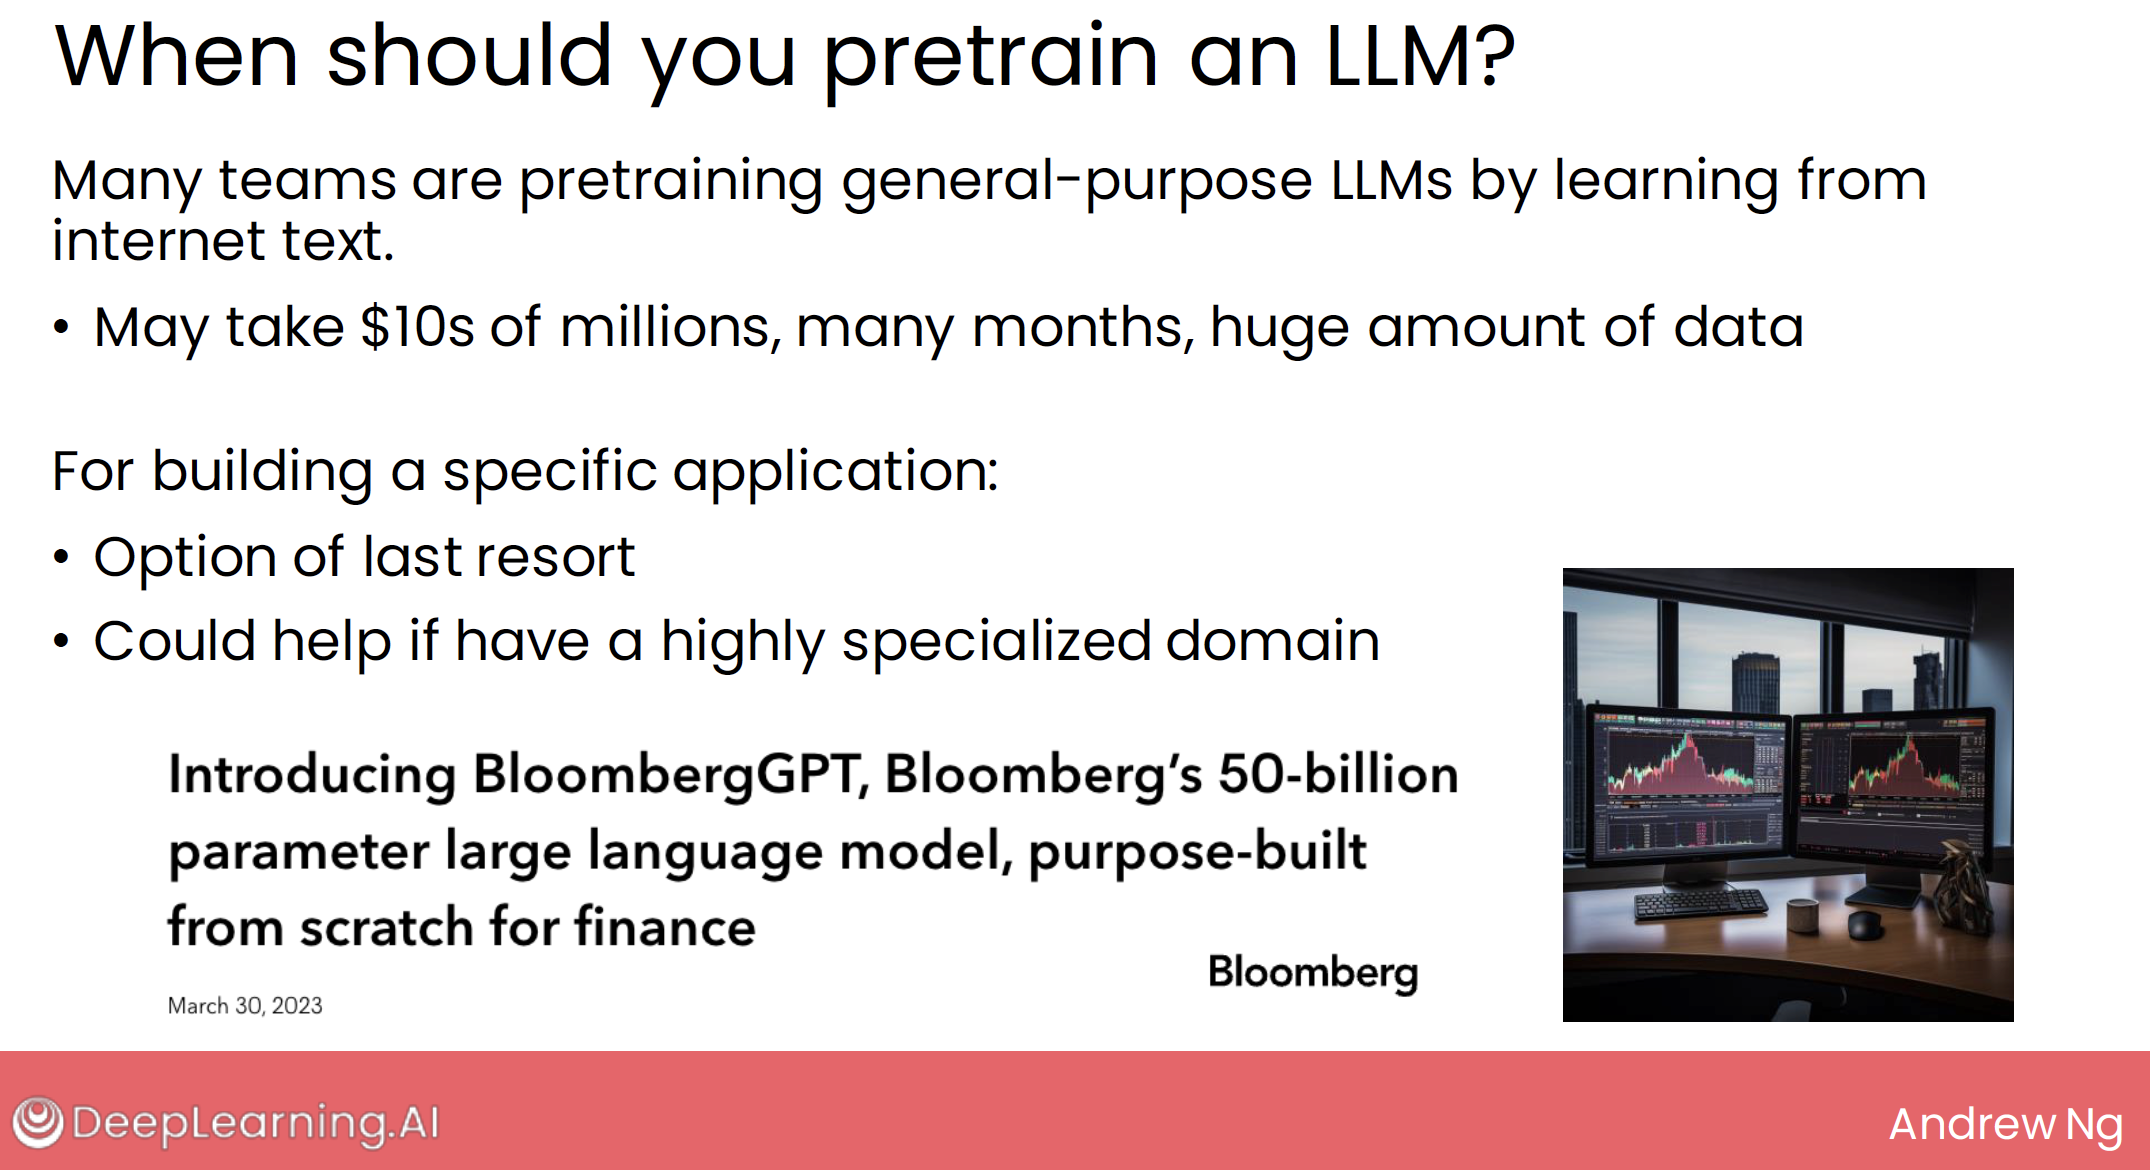 When should you pretrain an LLM?
Many teams are pretraining general-purpose LLMs by learning from
internet text.
• May take $10s of millions, many months, huge amount of data
For building a specific application:
• Option of last resort
• Could help if have a highly specialized domain
Introducing BloombergGPT, Bloomberg’s 50-billion
parameter large language model, purpose-built
from scratch for finance
Bloomberg
March 30, 2023
DeepLearning.AI
Andrew Ng